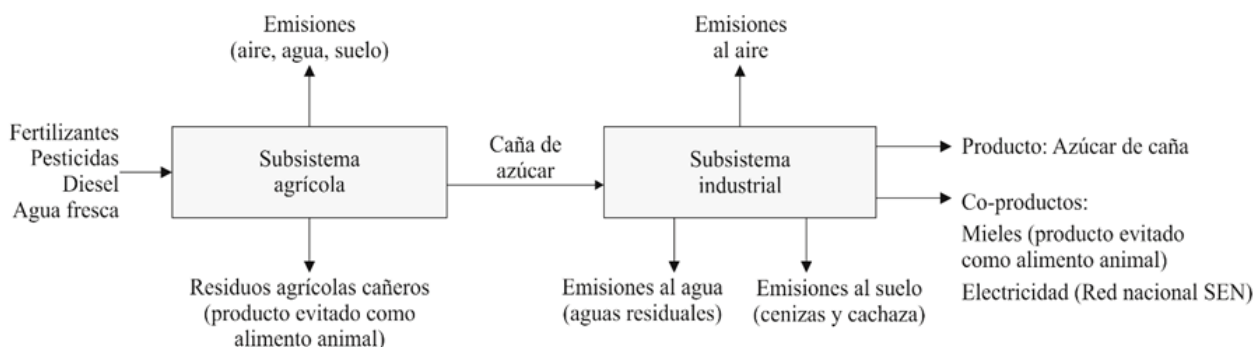 Emisiones
(aire, agua, suelo)
Emisiones
al aire
Fertilizantes
Pesticidas
Diesel
Agua fresca
Subsistema
agrícola
Caña de
azúcar
Subsistema
industrial
Producto: Azúcar de caña
Co-productos:
Mieles (producto evitado
como alimento animal)
Electricidad (Red nacional SEN)
Residuos agrícolas cañeros
(producto evitado como
alimento animal)
Emisiones al agua
(aguas residuales)
Emisiones al suelo
(cenizas y cachaza)